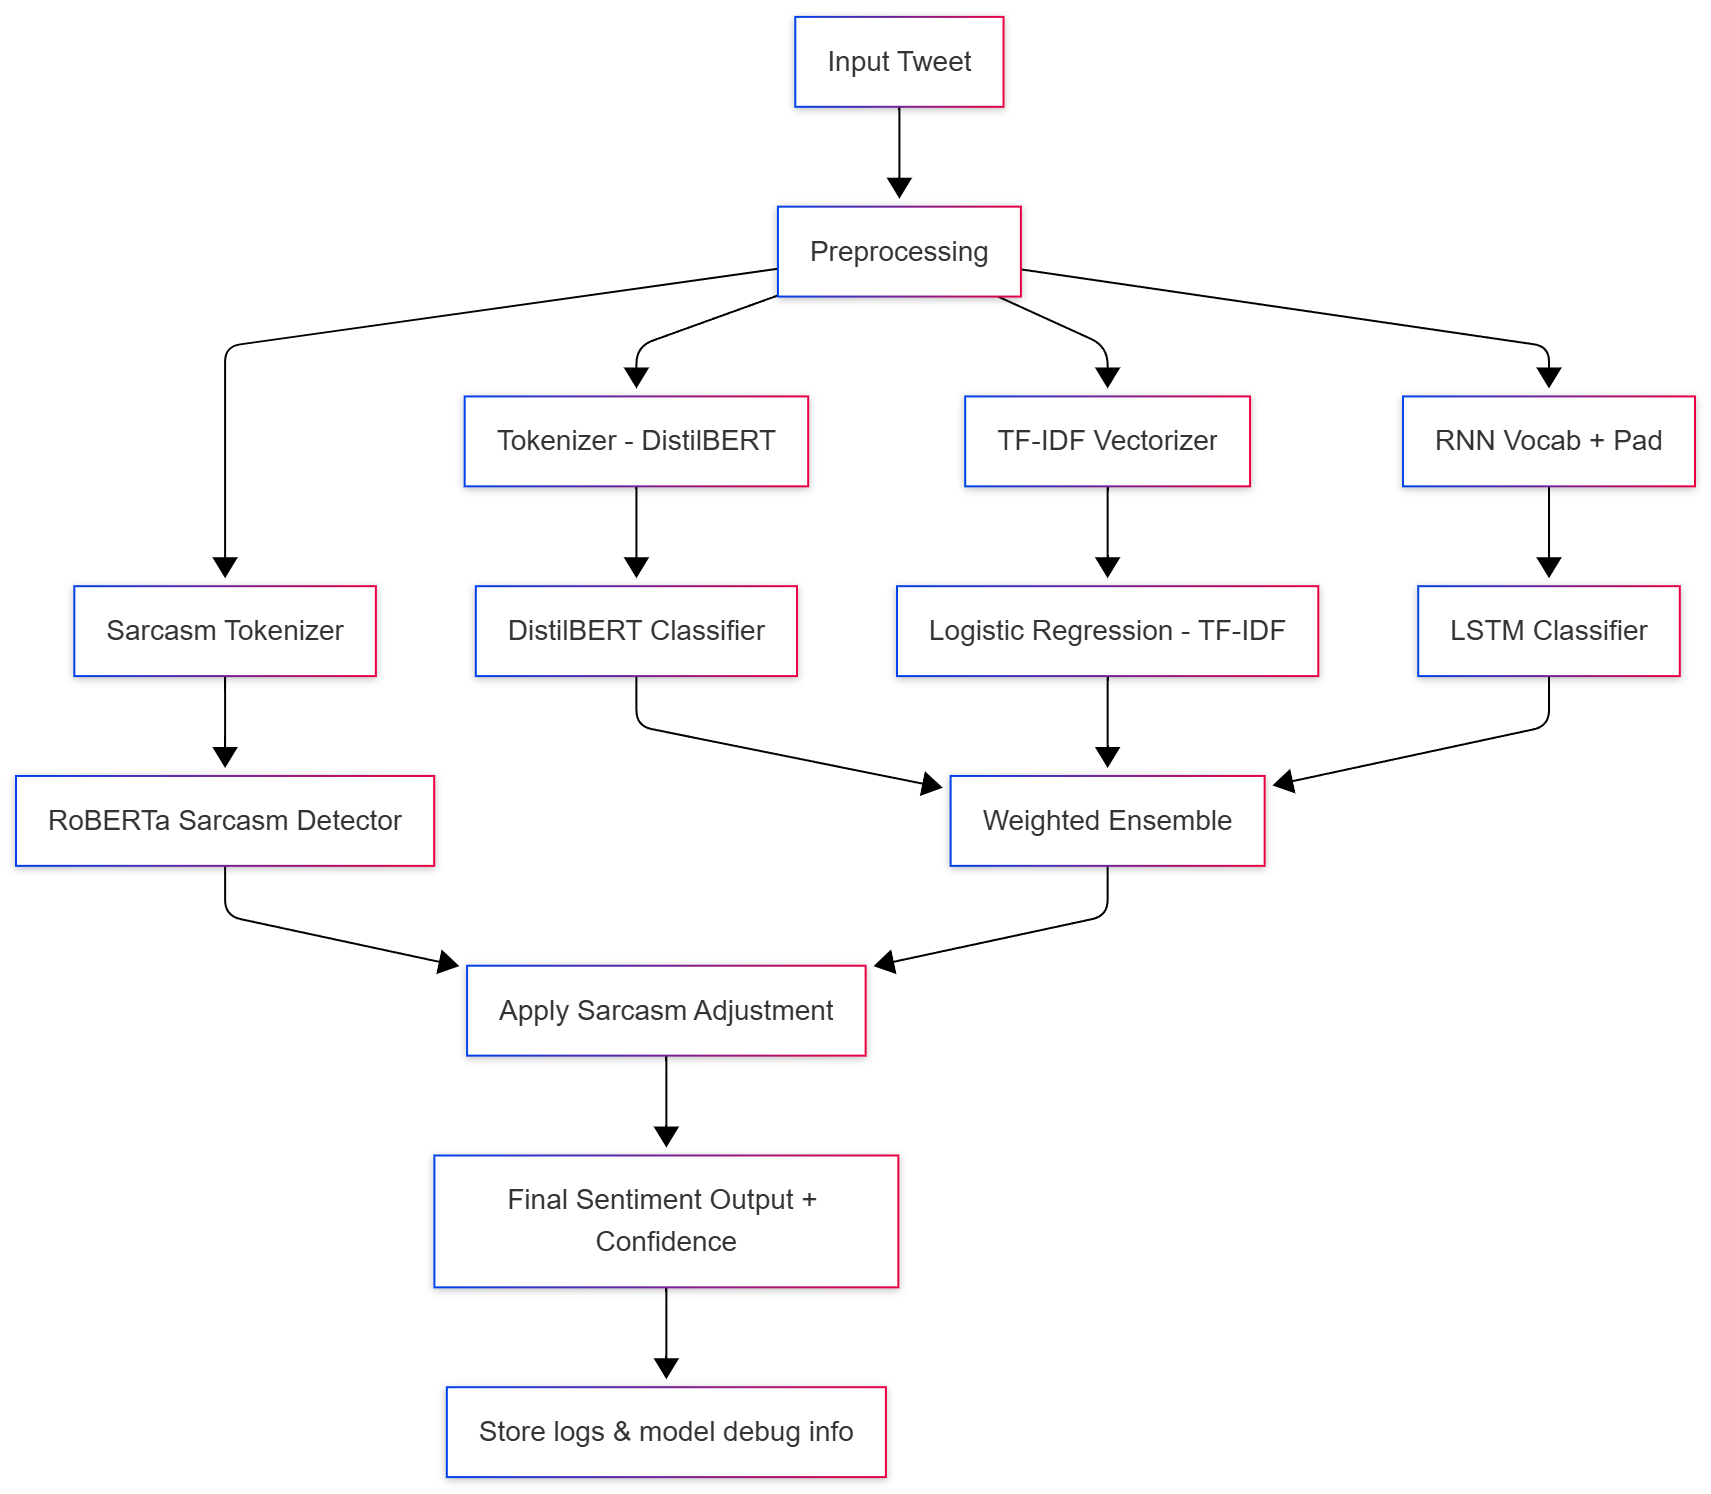 Input Tweet
Preprocessing
Tokenizer - DistilBERT
TF-IDF Vectorizer
RNN Vocab + Pad
Sarcasm Tokenizer
DistilBERT Classifier
Logistic Regression - TF-IDF
LSTM Classifier
RoBERTa Sarcasm Detector
Weighted Ensemble
Apply Sarcasm Adjustment
Final Sentiment Output +
Confidence
Store logs & model debug info